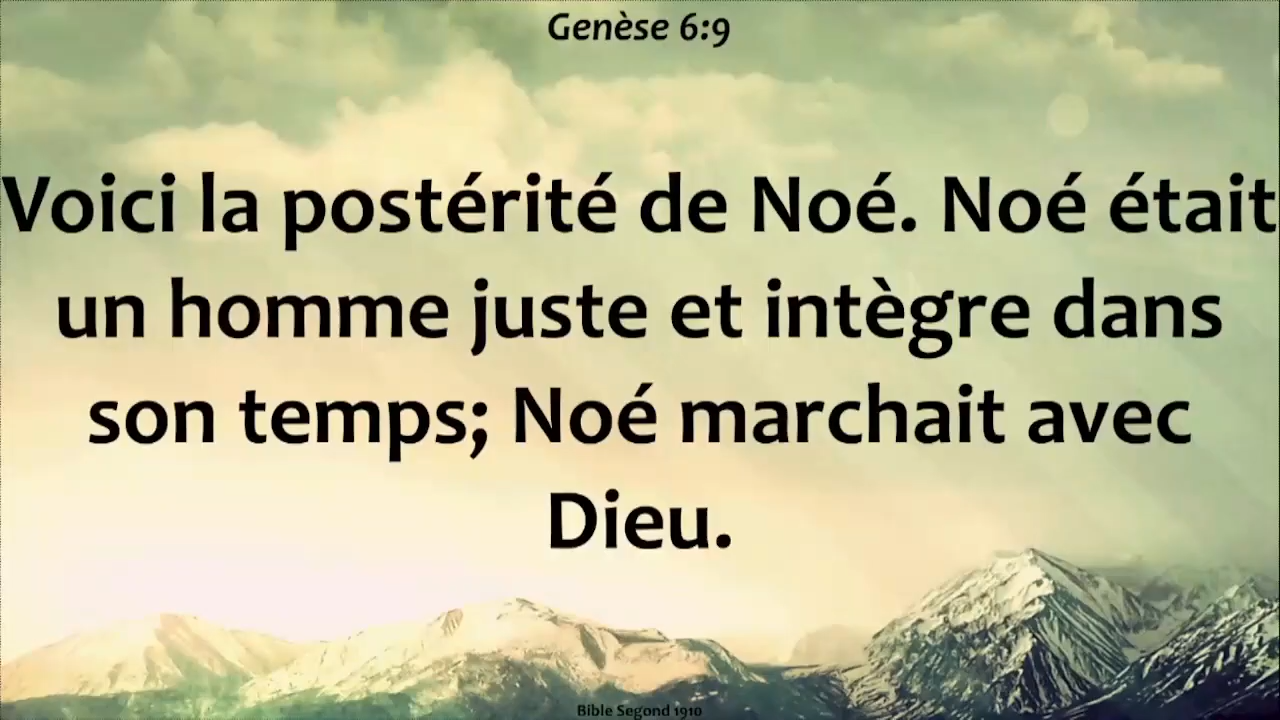 Genèse 6:9
Voici la postérité de Noé. Noé était
un homme juste et intègre dans
son temps; Noé marchait avec
Dieu.
Bible Segond 1910